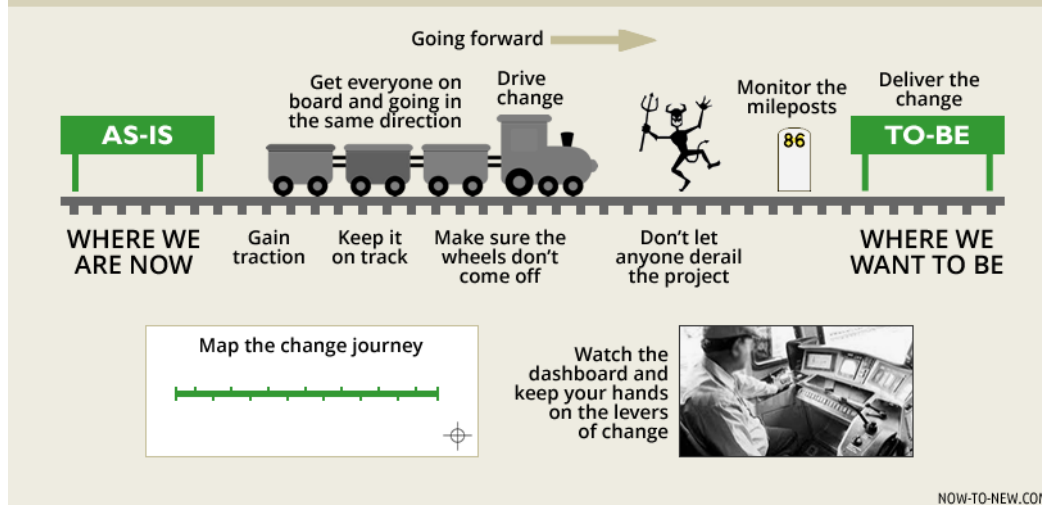 Going forward
Get everyone on
board and going in
the same direction
Drive
change
Monitor the
mileposts
Deliver the
change
AS-IS
86
TO-BE
WHERE WE
ARE NOW
Gain
traction
Keep it
on track
Make sure the
wheels don't
come off
Don't let
anyone derail
the project
WHERE WE
WANT TO BE
Map the change journey
Watch the
dashboard and
keep your hands
on the levers
of change
NOW-TO-NEW.COM